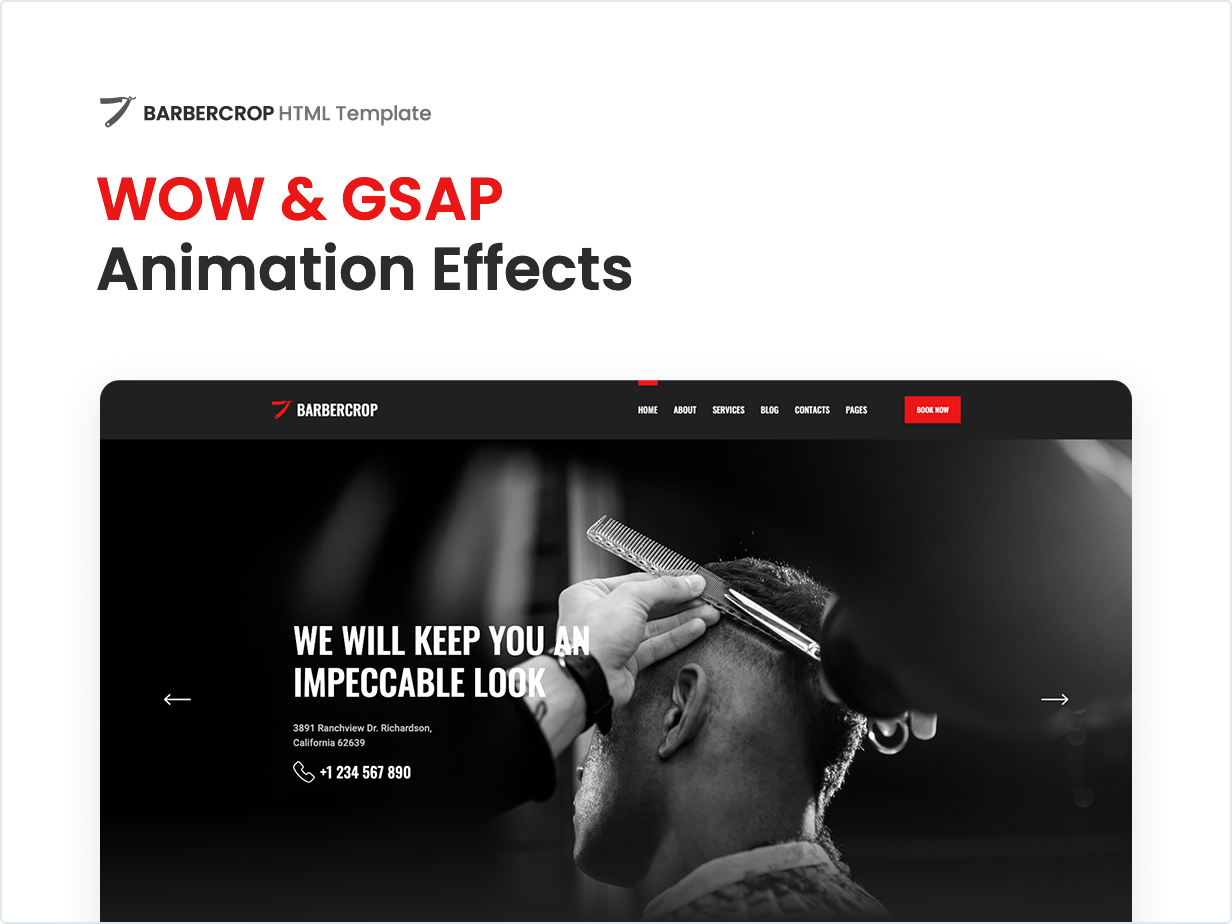 BARBERCROP HTML Template
WOW & GSAP
Animation Effects
BARBERCROP
HOME ABOUT SERVICES BLOG CONTACTS PAGES BOOK NOW
WE WILL KEEP YOU AN
IMPECCABLE LOOK
3891 Ranchview Dr. Richardson,
California 62639
+1 234 567 890